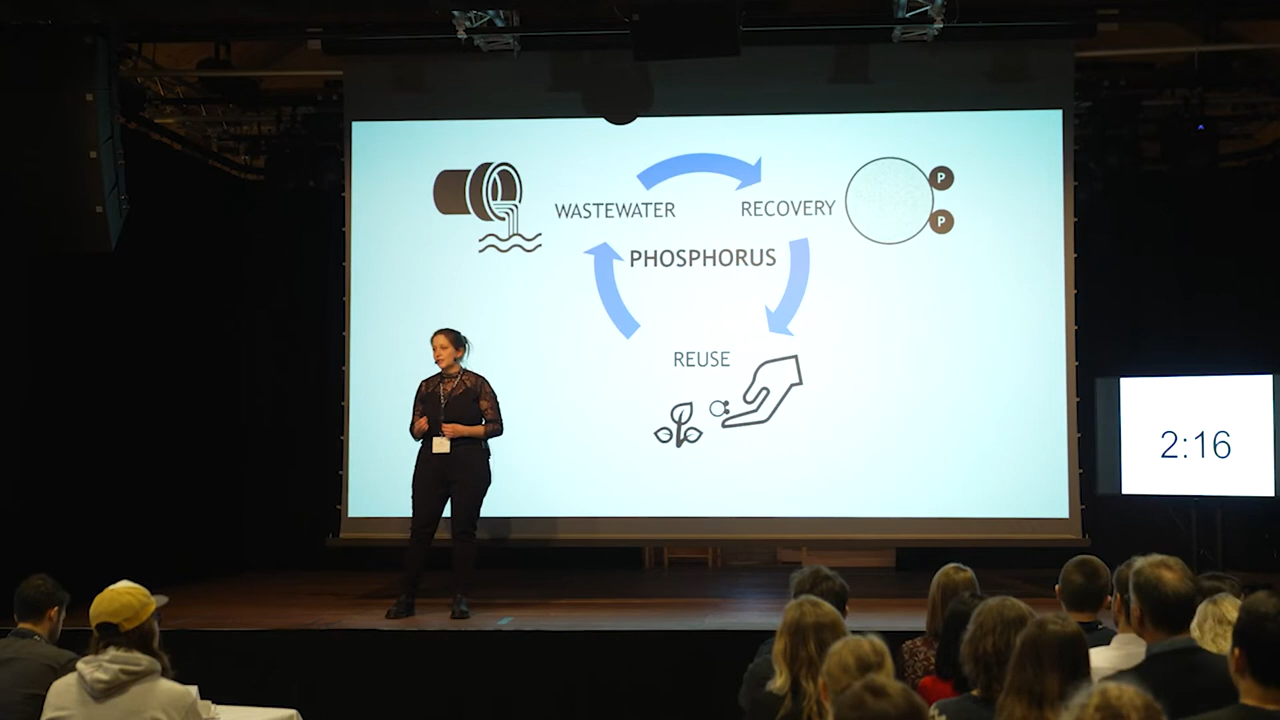 WASTEWATER
RECOVERY
P
P
PHOSPHORUS
REUSE
2:16